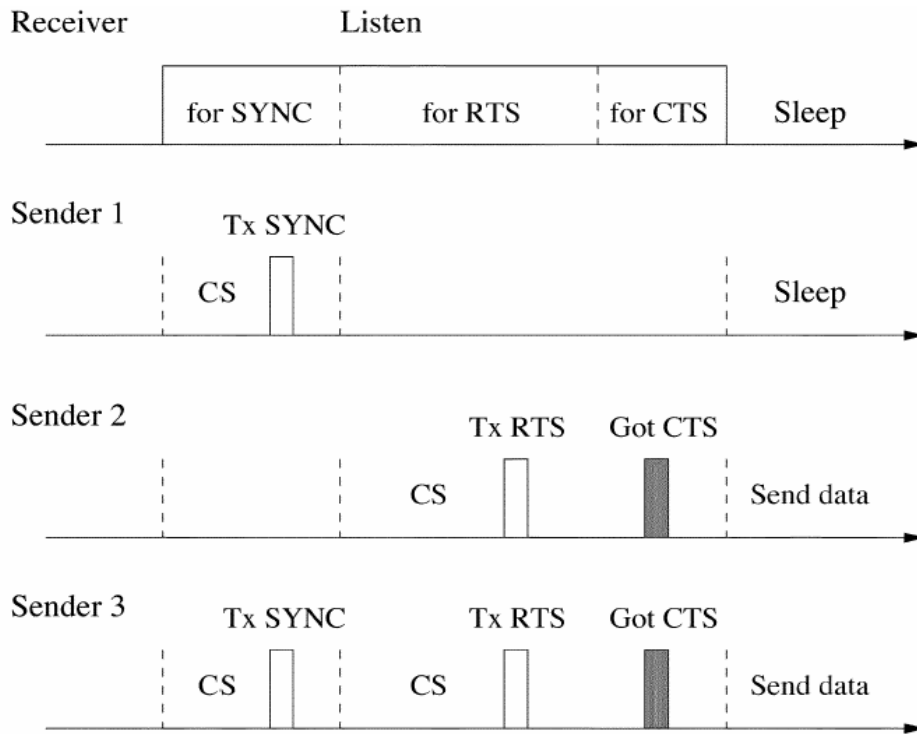 Receiver Listen
for SYNC for RTS for CTS Sleep
Sender 1
Tx SYNC
CS Sleep
Sender 2
Tx RTS Got CTS
CS Send data
Sender 3
Tx SYNC Tx RTS Got CTS
CS CS Send data